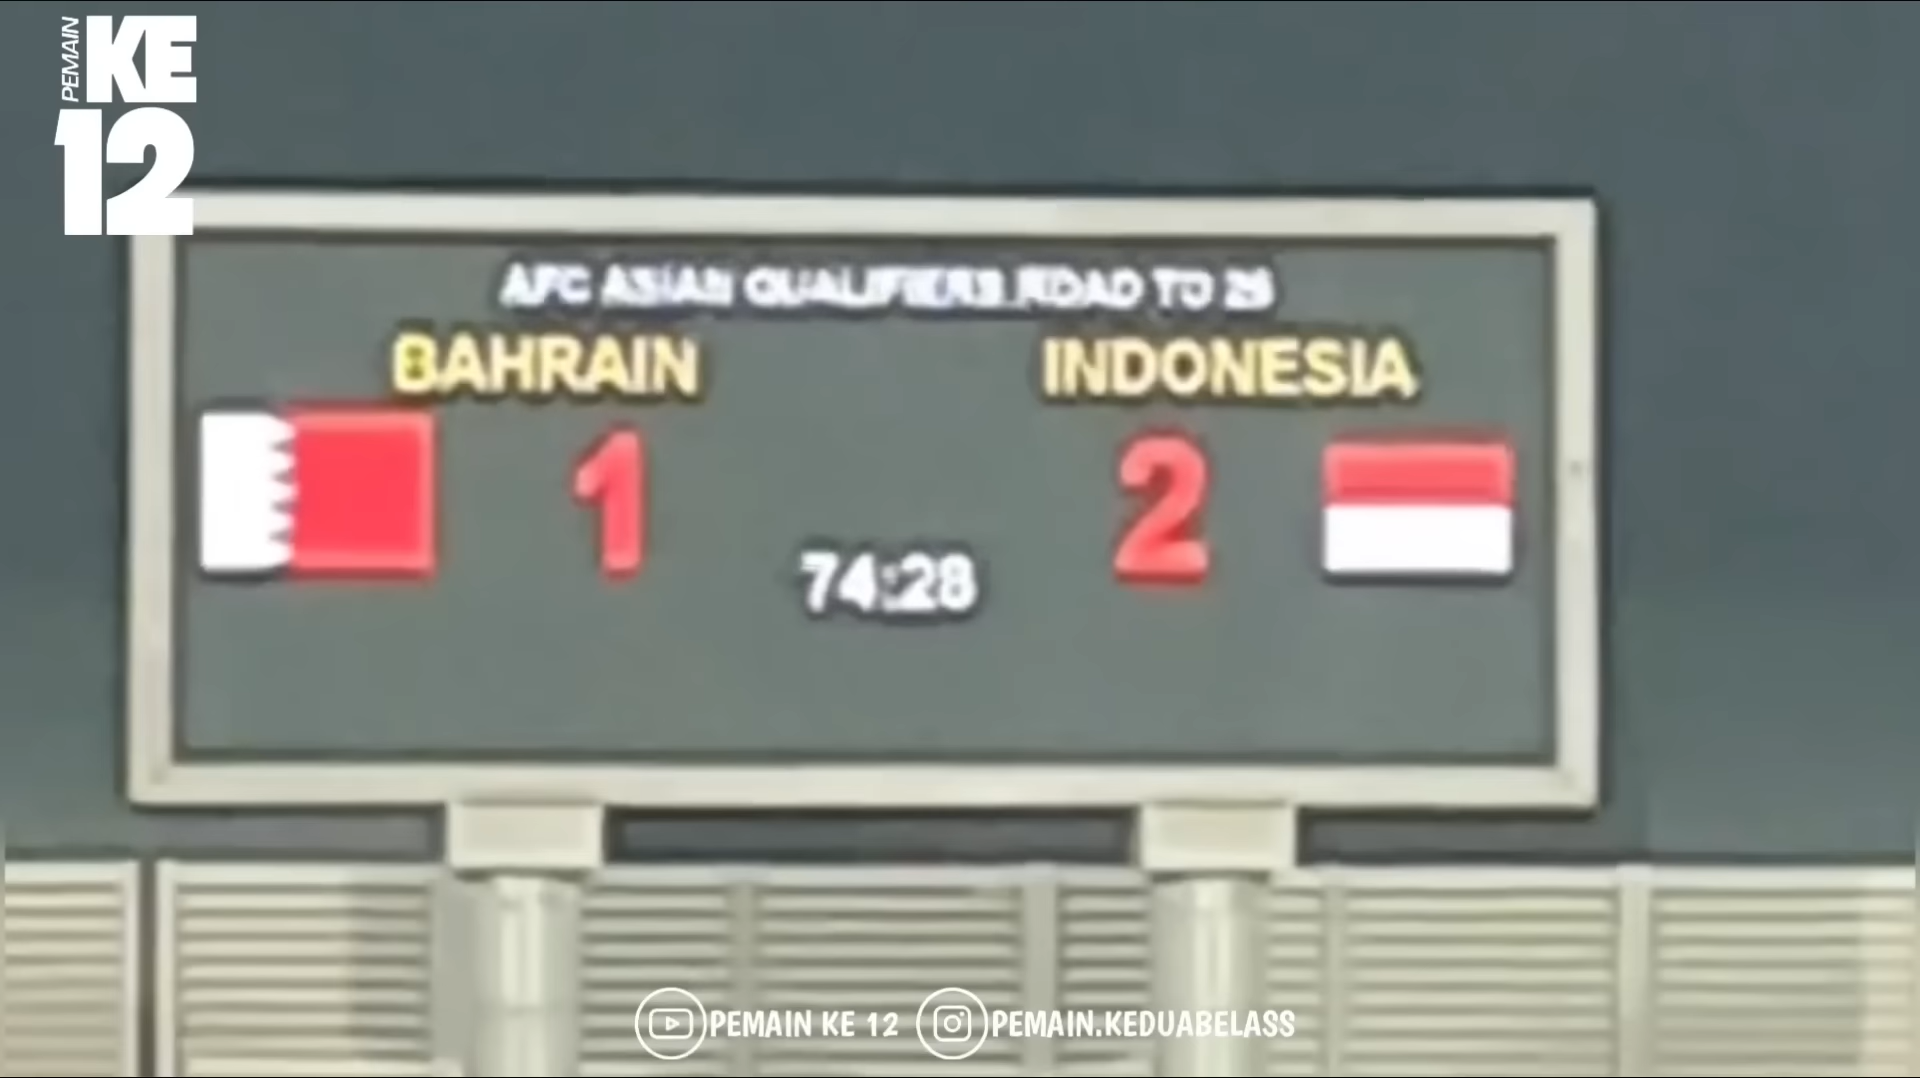 PEMAIN
KE
12
AFC ASIAN QUALIFIERS ROAD TO 26
BAHRAIN
INDONESIA
1
2
74:28
PEMAIN KE 12
PEMAIN.KEDUABELASS